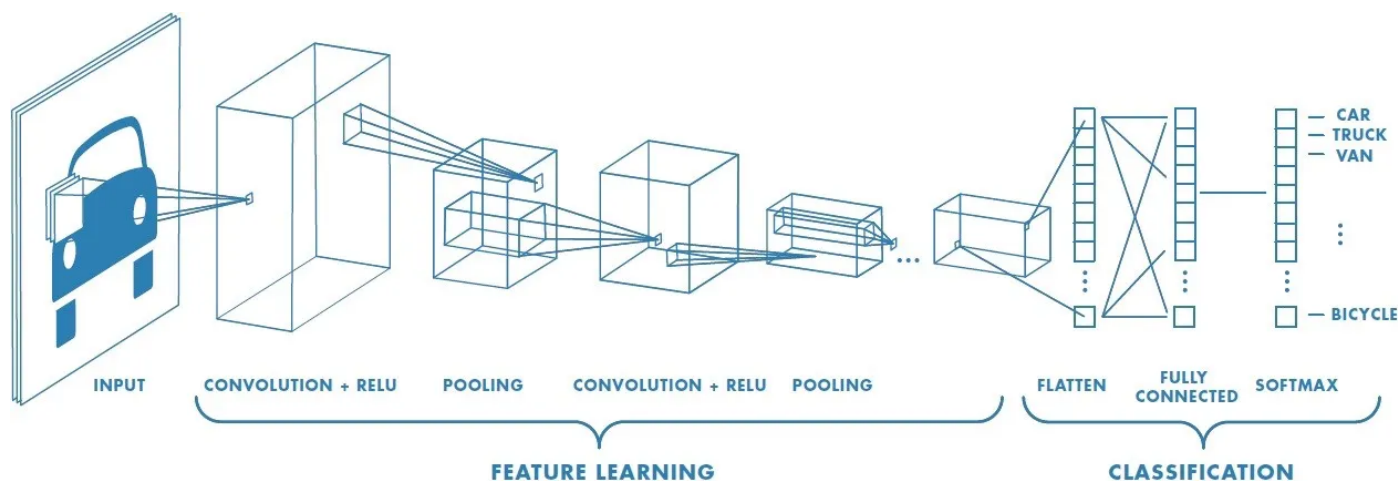 CAR
TRUCK
VAN
BICYCLE
INPUT
CONVOLUTION + RELU
POOLING
CONVOLUTION + RELU
POOLING
FLATTEN
FULLY
CONNECTED
SOFTMAX
FEATURE LEARNING
CLASSIFICATION